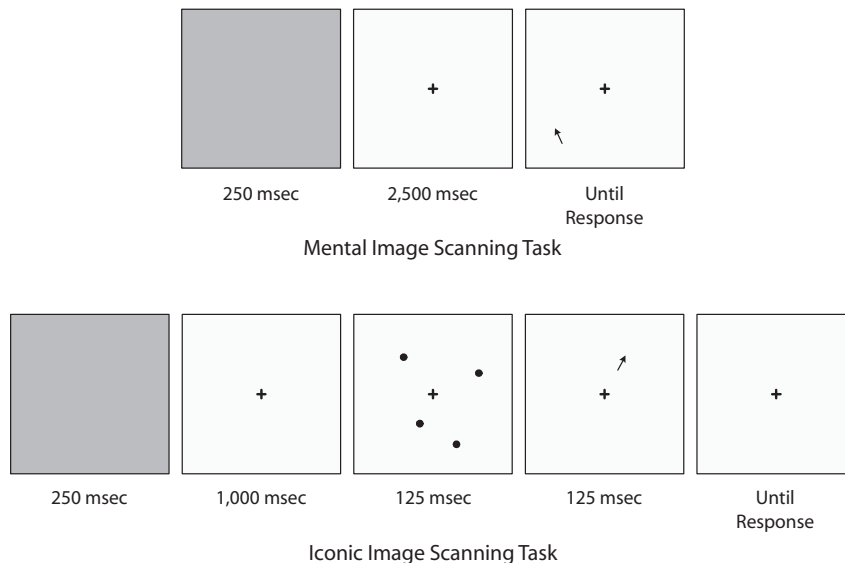 250 msec
2,500 msec
Until
Response
Mental Image Scanning Task
250 msec
1,000 msec
125 msec
125 msec
Until
Response
Iconic Image Scanning Task